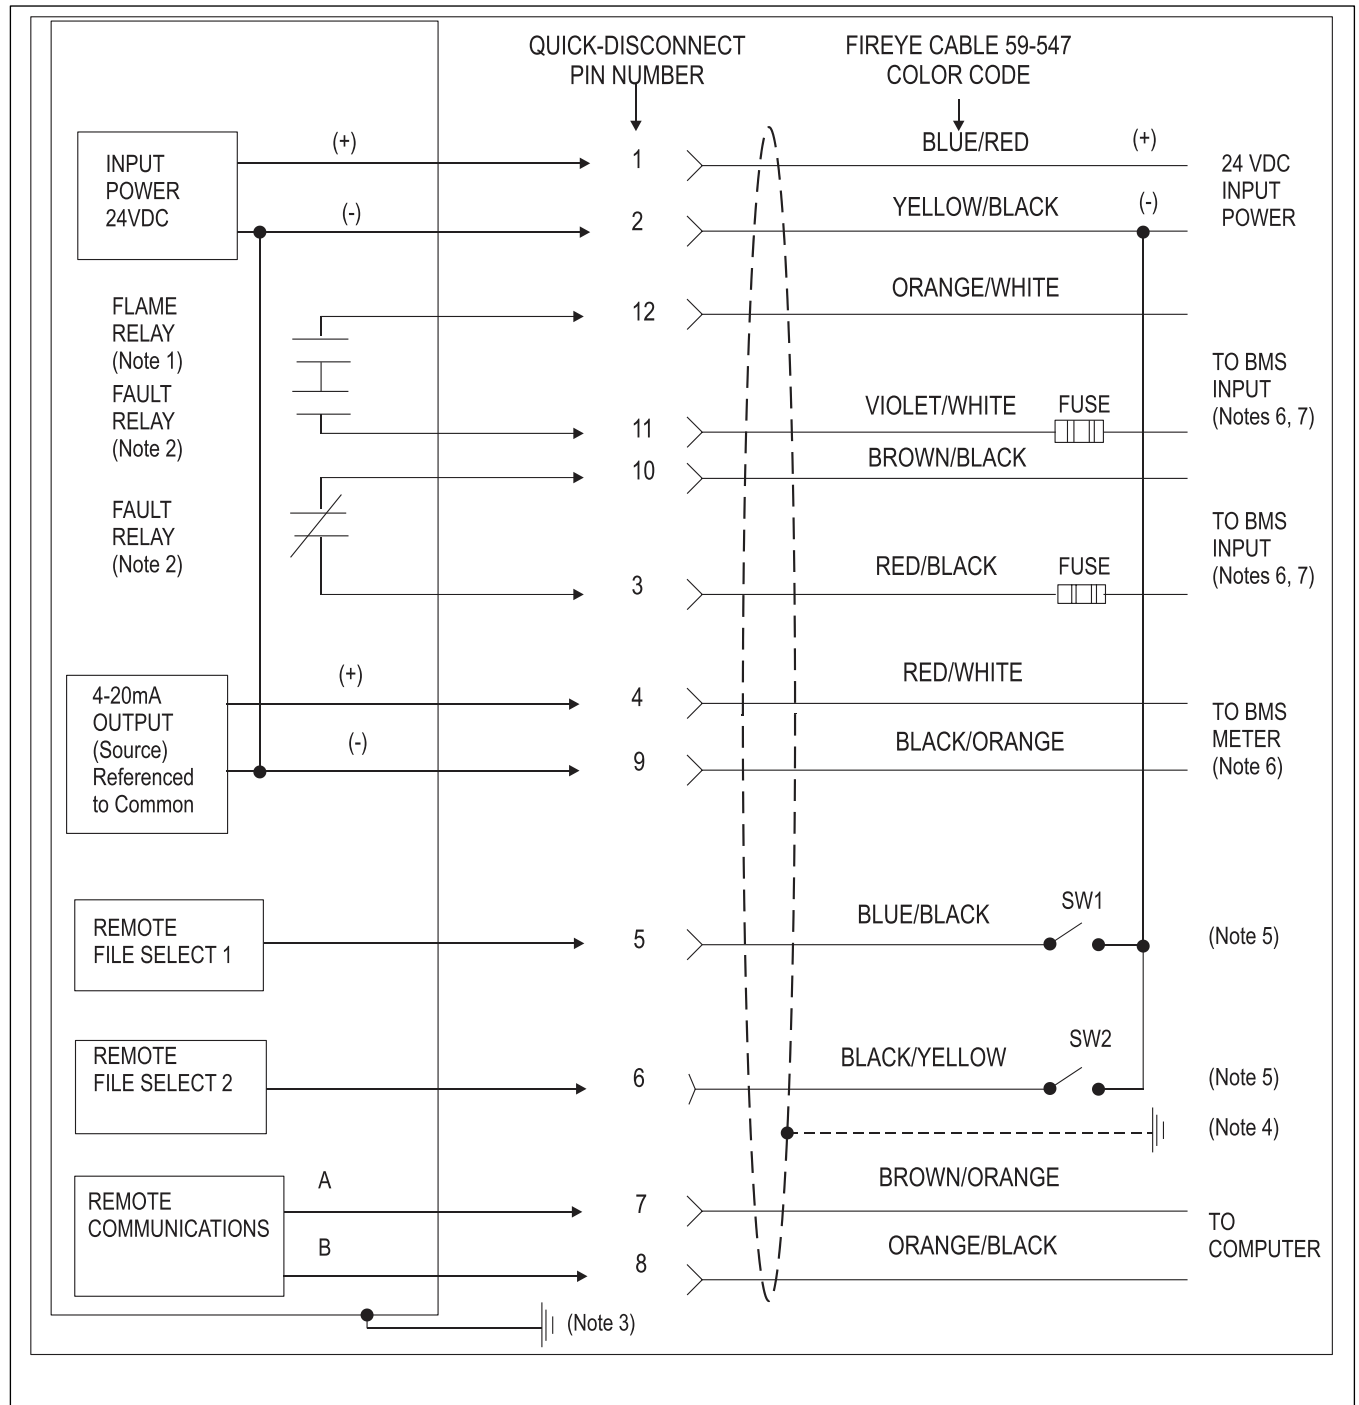 QUICK-DISCONNECT
PIN NUMBER
FIREYE CABLE 59-547
COLOR CODE
INPUT
POWER
24VDC
(+)
1
BLUE/RED
(+)
24 VDC
INPUT
POWER
(-)
2
YELLOW/BLACK
(-)
FLAME
RELAY
(Note 1)
FAULT
RELAY
(Note 2)
12
ORANGE/WHITE
11
VIOLET/WHITE
FUSE
TO BMS
INPUT
(Notes 6, 7)
10
BROWN/BLACK
FAULT
RELAY
(Note 2)
3
RED/BLACK
FUSE
TO BMS
INPUT
(Notes 6, 7)
4-20mA
OUTPUT
(Source)
Referenced
to Common
(+)
4
RED/WHITE
(-)
9
BLACK/ORANGE
TO BMS
METER
(Note 6)
REMOTE
FILE SELECT 1
5
BLUE/BLACK
SW1
(Note 5)
REMOTE
FILE SELECT 2
6
BLACK/YELLOW
SW2
(Note 5)
(Note 4)
REMOTE
COMMUNICATIONS
A
7
BROWN/ORANGE
B
8
ORANGE/BLACK
TO
COMPUTER
(Note 3)